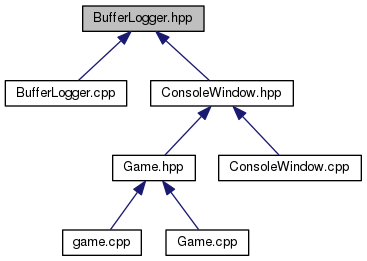 BufferLogger.hpp
BufferLogger.cpp
ConsoleWindow.hpp
Game.hpp
ConsoleWindow.cpp
game.cpp
Game.cpp